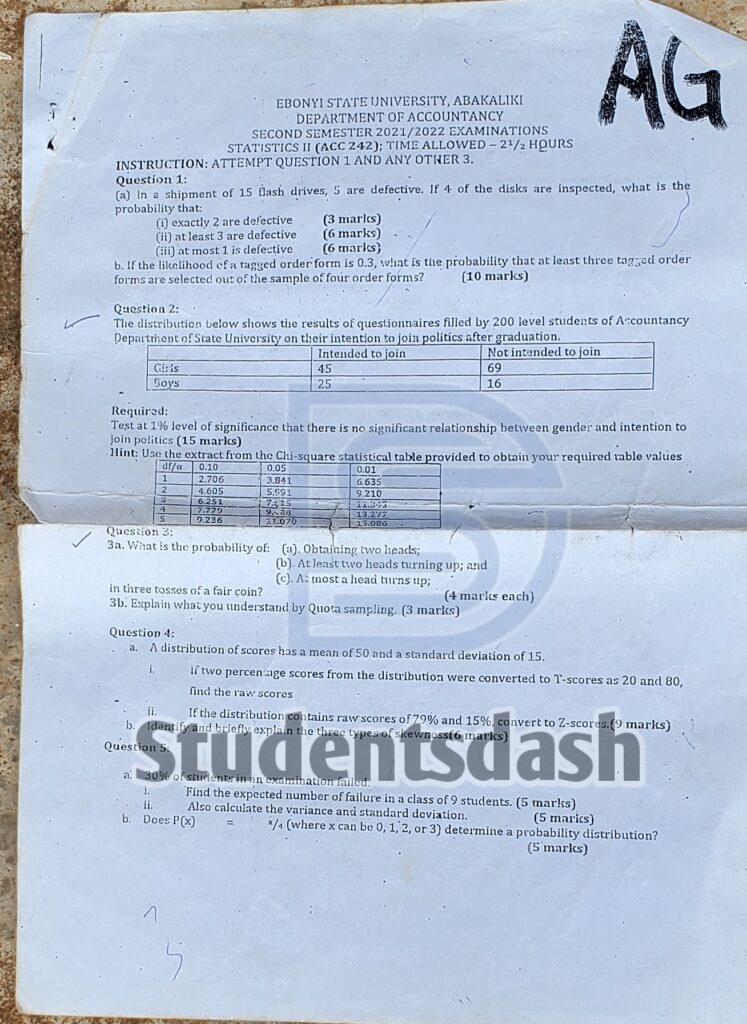 AG
EBONYI STATE UNIVERSITY, ABAKALIKI
DEPARTMENT OF ACCOUNTANCY
SECOND SEMESTER 2021/2022 EXAMINATIONS
STATISTICS II (ACC 242); TIME ALLOWED – 2¹/₂ HOURS
INSTRUCTION: ATTEMPT QUESTION 1 AND ANY OTHER 3.
Question 1:
(a) In a shipment of 15 flash drives, 5 are defective. If 4 of the disks are inspected, what is the
probability that:
(i) exactly 2 are defective (3 marks)
(ii) at least 3 are defective (6 marks)
(iii) at most 1 is defective (6 marks)
b. If the likelihood of a tagged order form is 0.3, what is the probability that at least three tagged order
forms are selected out of the sample of four order forms? (10 marks)
Question 2:
The distribution below shows the results of questionnaires filled by 200 level students of Accountancy
Department of State University on their intention to join politics after graduation.
Intended to join Not intended to join
Girls 45 69
Boys 25 16
Required:
Test at 1% level of significance that there is no significant relationship between gender and intention to
join politics (15 marks)
Hint: Use the extract from the Chi-square statistical table provided to obtain your required table values
df/α 0.10 0.05 0.01
1 2.706 3.841 6.635
2 4.605 5.991 9.210
3 6.251 7.815 11.345
4 7.779 9.488 13.277
5 9.236 11.070 15.086
Question 3:
3a. What is the probability of: (a). Obtaining two heads;
(b). At least two heads turning up; and
(c). At most a head turns up;
in three tosses of a fair coin? (4 marks each)
3b. Explain what you understand by Quota sampling. (3 marks)
Question 4:
a. A distribution of scores has a mean of 50 and a standard deviation of 15.
i. If two percentage scores from the distribution were converted to T-scores as 20 and 80,
find the raw scores
ii. If the distribution contains raw scores of 79% and 15%, convert to Z-scores.(9 marks)
b. Identify and briefly explain the three types of skewness(6 marks)
Studentsdash
Question 5:
a. 30% of students in an examination failed.
i. Find the expected number of failure in a class of 9 students. (5 marks)
ii. Also calculate the variance and standard deviation. (5 marks)
b. Does P(x) = ˣ/₄ (where x can be 0, 1, 2, or 3) determine a probability distribution?
(5 marks)